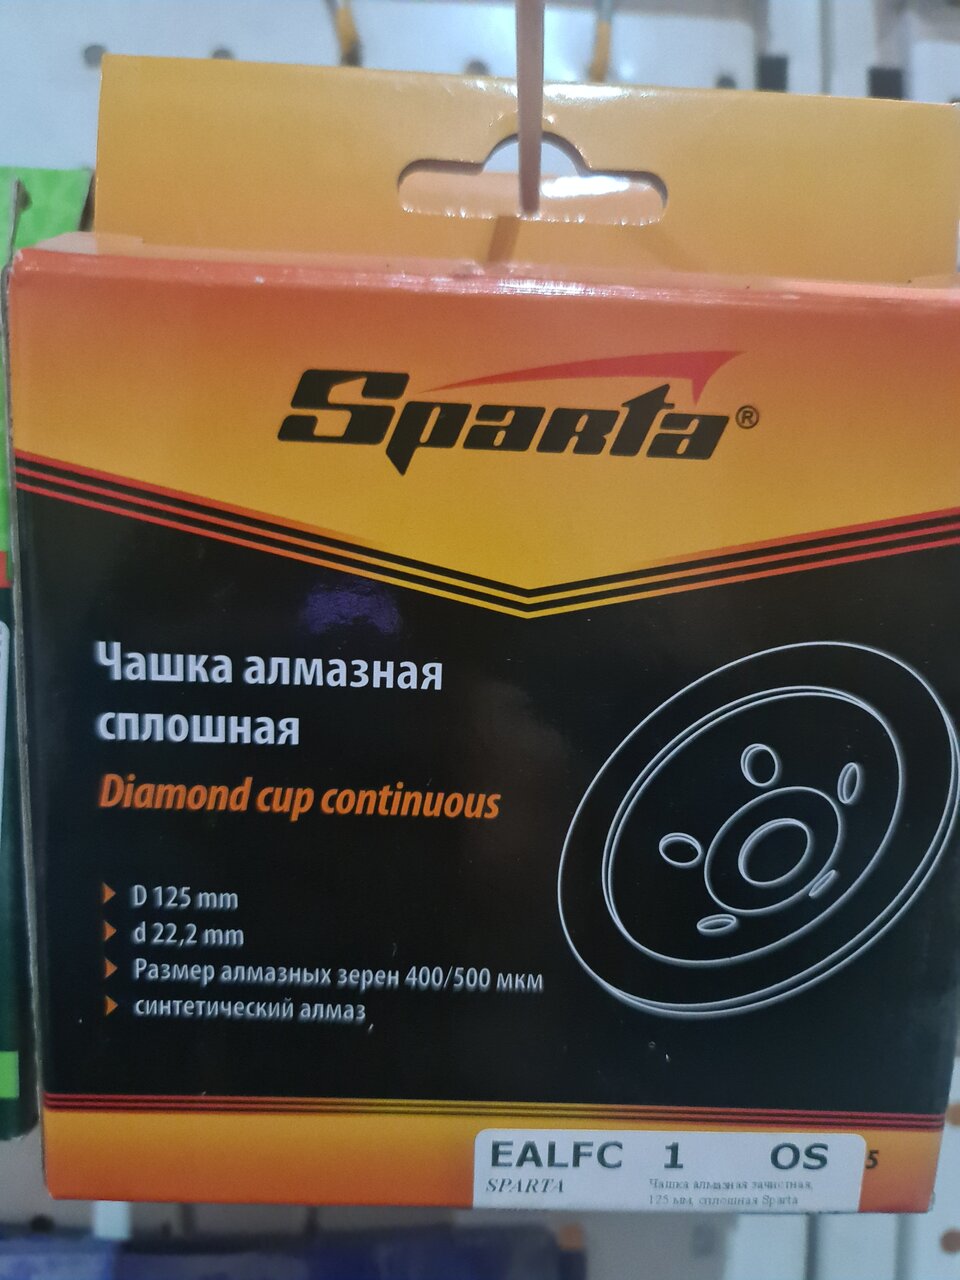 Sparta®
Чашка алмазная
сплошная
Diamond cup continuous
D 125 mm
d 22,2 mm
Размер алмазных зерен 400/500 мкм
синтетический алмаз
EALFC 1 OS 5
SPARTA
Чашка алмазная зачистная,
125 мм, сплошная Sparta